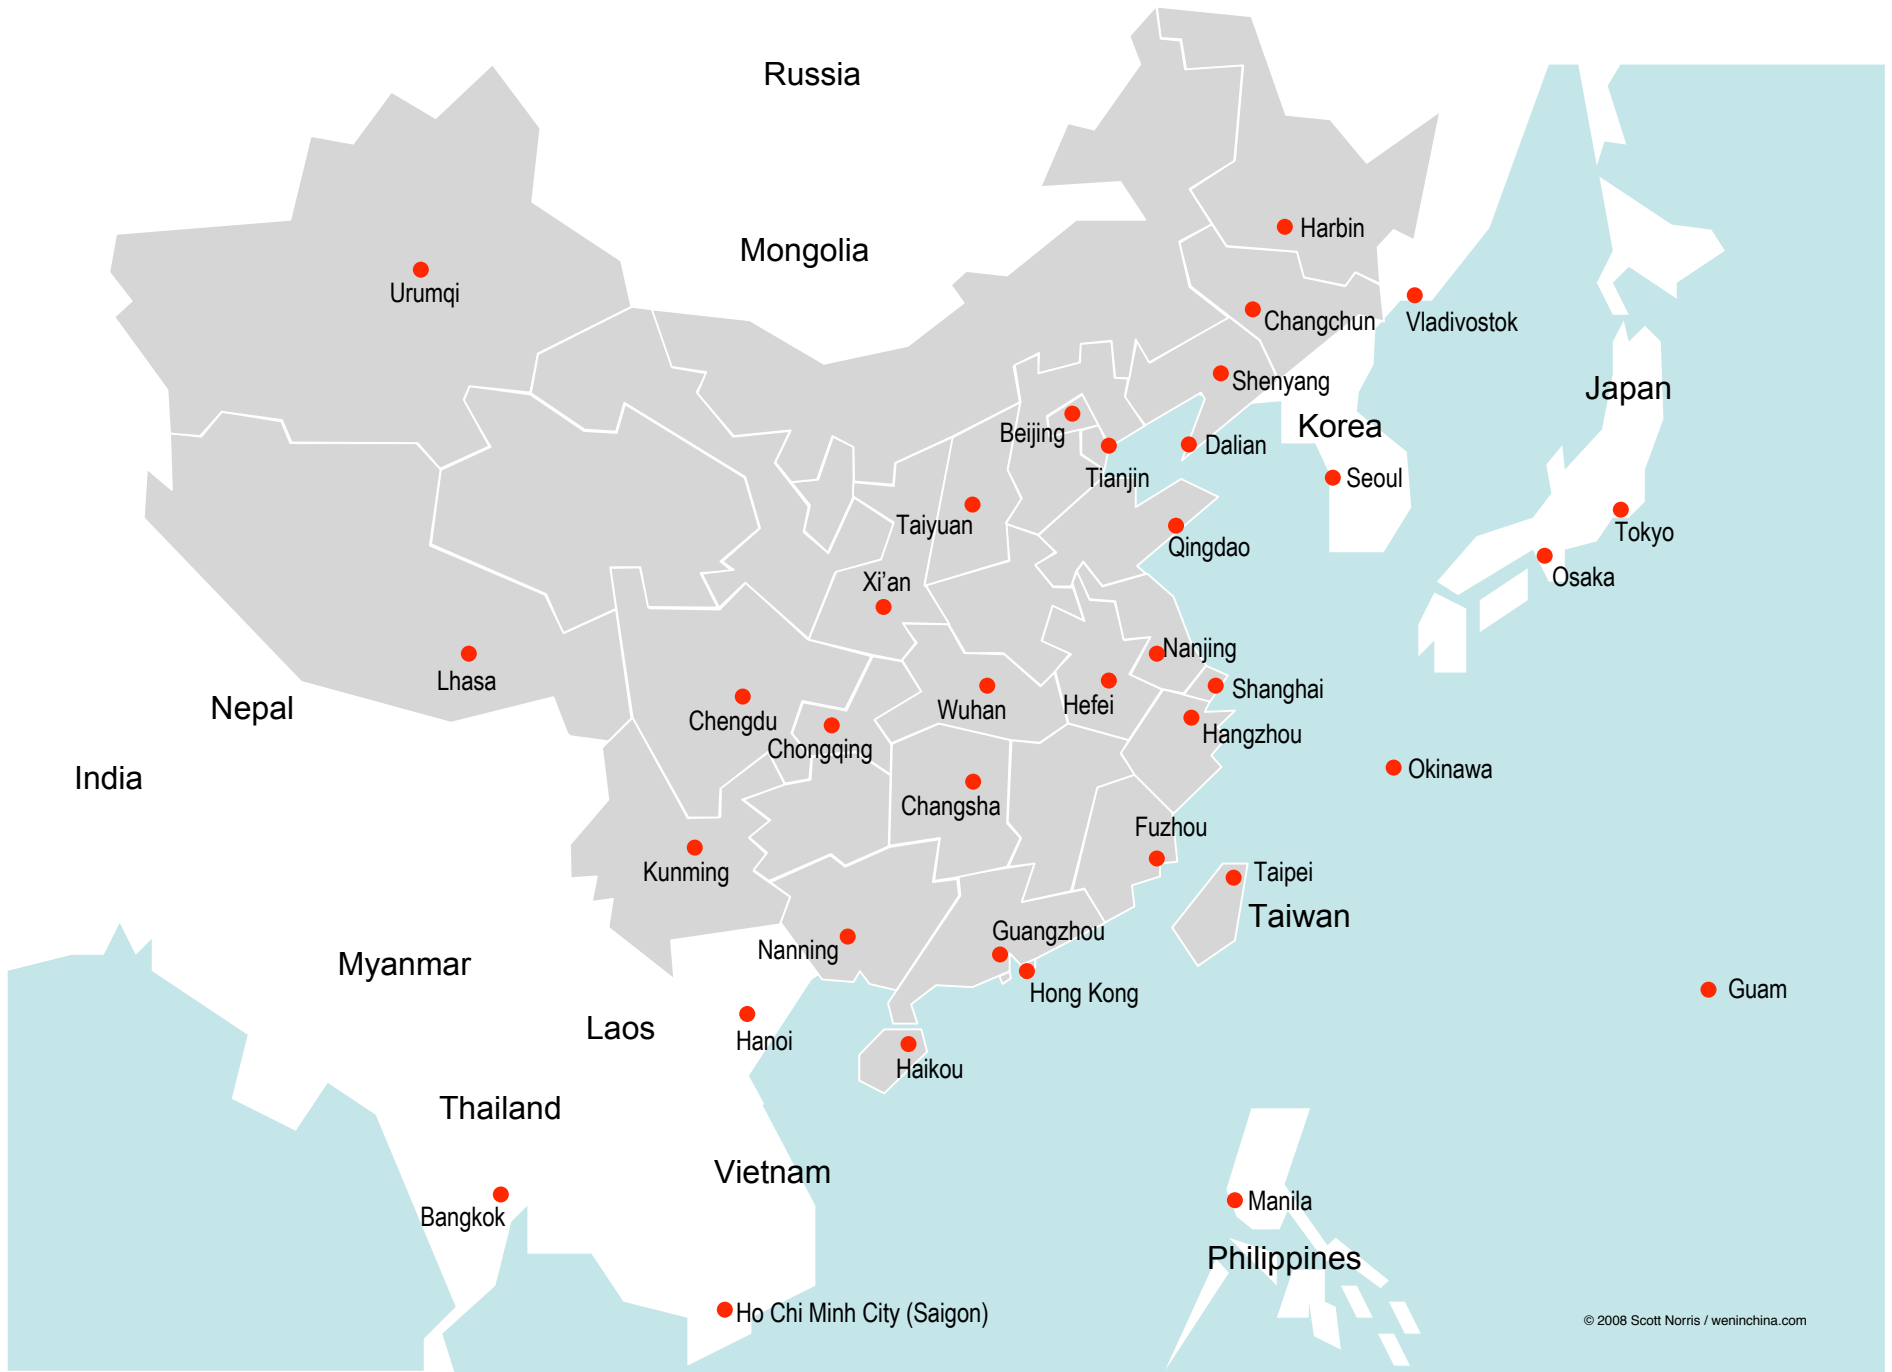 Russia
Harbin
Mongolia
Urumqi
Changchun
Vladivostok
Shenyang
Japan
Beijing
Korea
Dalian
Tianjin
Seoul
Taiyuan
Tokyo
Qingdao
Osaka
Xi'an
Nanjing
Lhasa
Shanghai
Nepal
Chengdu
Wuhan
Hefei
Hangzhou
Chongqing
Okinawa
India
Changsha
Fuzhou
Kunming
Taipei
Taiwan
Guangzhou
Nanning
Myanmar
Hong Kong
Guam
Laos
Hanoi
Haikou
Thailand
Vietnam
Manila
Bangkok
Philippines
Ho Chi Minh City (Saigon)
© 2008 Scott Norris / weninchina.com